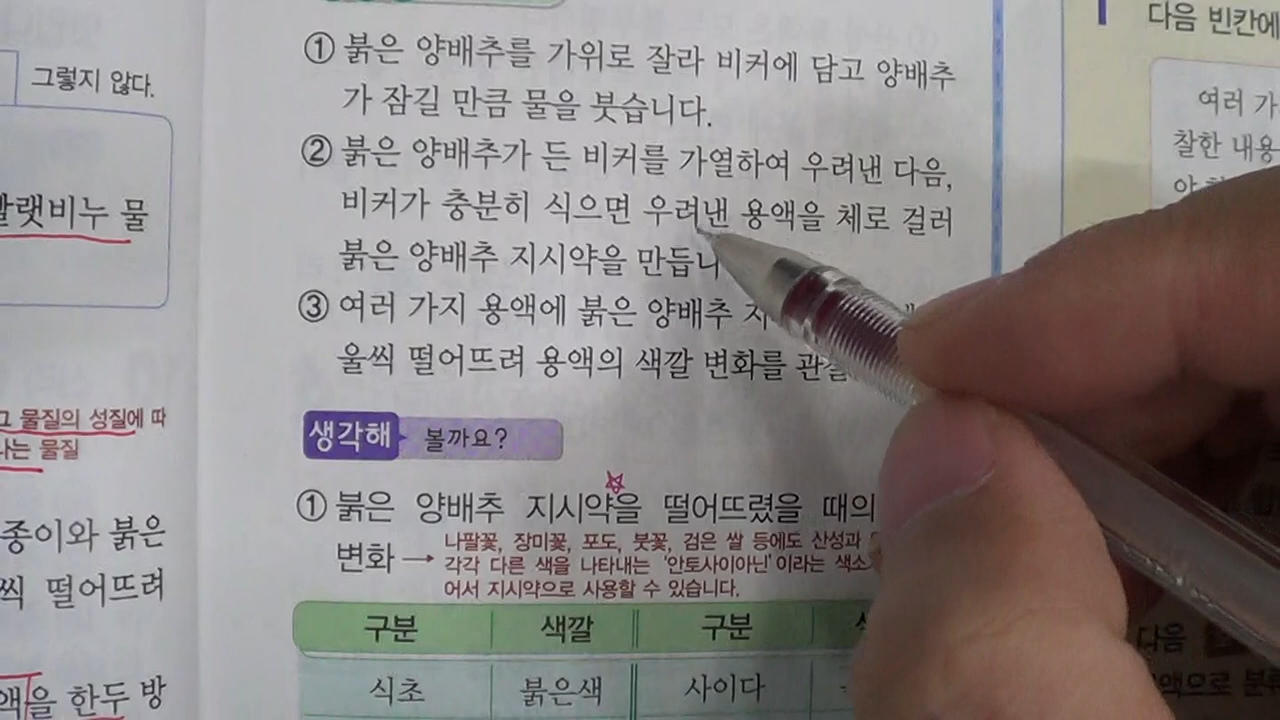 그렇지 않다.
빨랫비누 물
그 물질의 성질에 따
나는 물질
종이와 붉은
씩 떨어뜨려
액을 한두 방
① 붉은 양배추를 가위로 잘라 비커에 담고 양배추
가 잠길 만큼 물을 붓습니다.
② 붉은 양배추가 든 비커를 가열하여 우려낸 다음,
비커가 충분히 식으면 우려낸 용액을 체로 걸러
붉은 양배추 지시약을 만듭니
③ 여러 가지 용액에 붉은 양배추 지
울씩 떨어뜨려 용액의 색깔 변화를 관찰
생각해 볼까요?
① 붉은 양배추 지시약을 떨어뜨렸을 때의
변화 →
나팔꽃, 장미꽃, 포도, 붓꽃, 검은 쌀 등에도 산성과
각각 다른 색을 나타내는 '안토사이아닌'이라는 색소
어서 지시약으로 사용할 수 있습니다.
구분 색깔 구분
식초 붉은색 사이다
다음 빈칸에
여러 가
찰한 내용
다음
액으로 분류